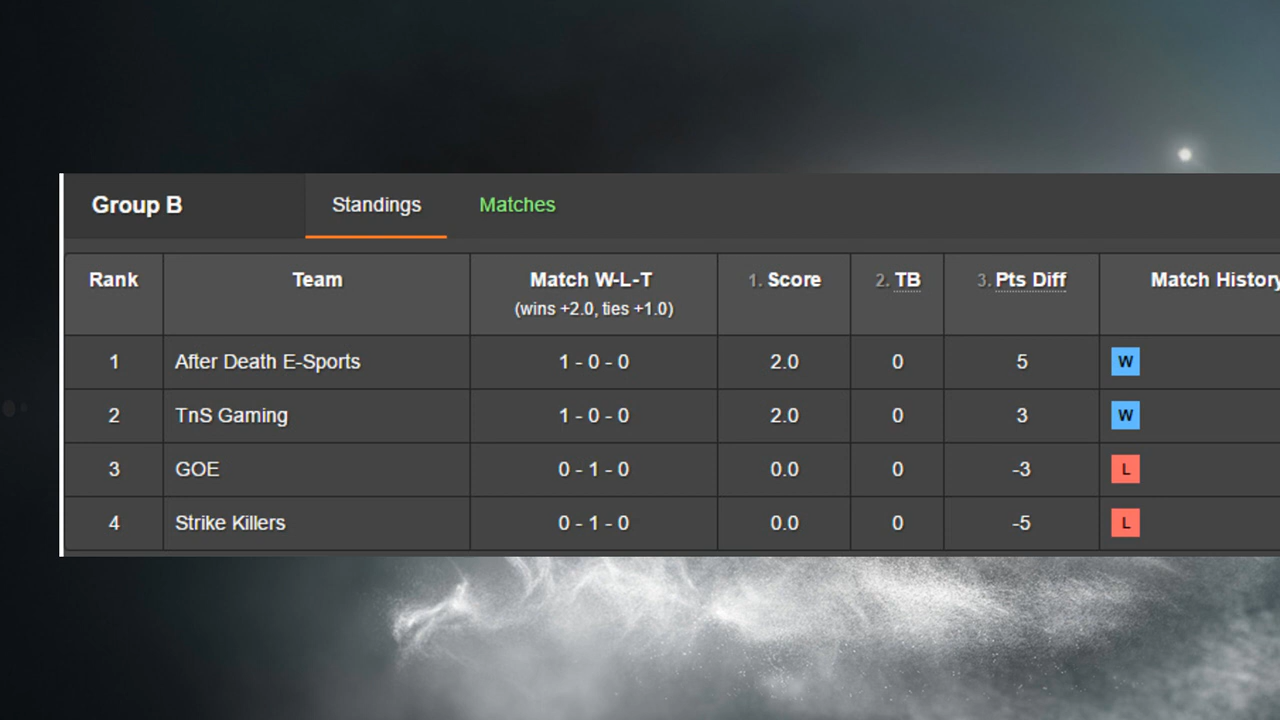 Group B Standings Matches
Rank Team Match W-L-T 1. Score 2. TB 3. Pts Diff Match History
(wins +2.0, ties +1.0)
1 After Death E-Sports 1 - 0 - 0 2.0 0 5 W
2 TnS Gaming 1 - 0 - 0 2.0 0 3 W
3 GOE 0 - 1 - 0 0.0 0 -3 L
4 Strike Killers 0 - 1 - 0 0.0 0 -5 L